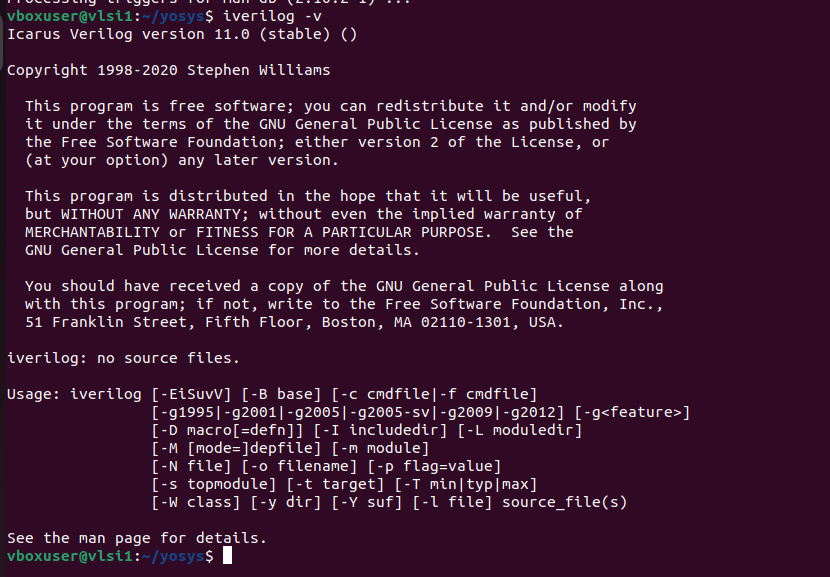 Processing triggers for man-db (2.10.2-1) ...
vboxuser@vlsi1:~/yosys$ iverilog -v
Icarus Verilog version 11.0 (stable) ()

Copyright 1998-2020 Stephen Williams

  This program is free software; you can redistribute it and/or modify
  it under the terms of the GNU General Public License as published by
  the Free Software Foundation; either version 2 of the License, or
  (at your option) any later version.

  This program is distributed in the hope that it will be useful,
  but WITHOUT ANY WARRANTY; without even the implied warranty of
  MERCHANTABILITY or FITNESS FOR A PARTICULAR PURPOSE.  See the
  GNU General Public License for more details.

  You should have received a copy of the GNU General Public License along
  with this program; if not, write to the Free Software Foundation, Inc.,
  51 Franklin Street, Fifth Floor, Boston, MA 02110-1301, USA.

iverilog: no source files.

Usage: iverilog [-EiSuvV] [-B base] [-c cmdfile|-f cmdfile]
                [-g1995|-g2001|-g2005|-g2005-sv|-g2009|-g2012] [-g<feature>]
                [-D macro[=defn]] [-I includedir] [-L moduledir]
                [-M [mode=]depfile] [-m module]
                [-N file] [-o filename] [-p flag=value]
                [-s topmodule] [-t target] [-T min|typ|max]
                [-W class] [-y dir] [-Y suf] [-l file] source_file(s)

See the man page for details.
vboxuser@vlsi1:~/yosys$